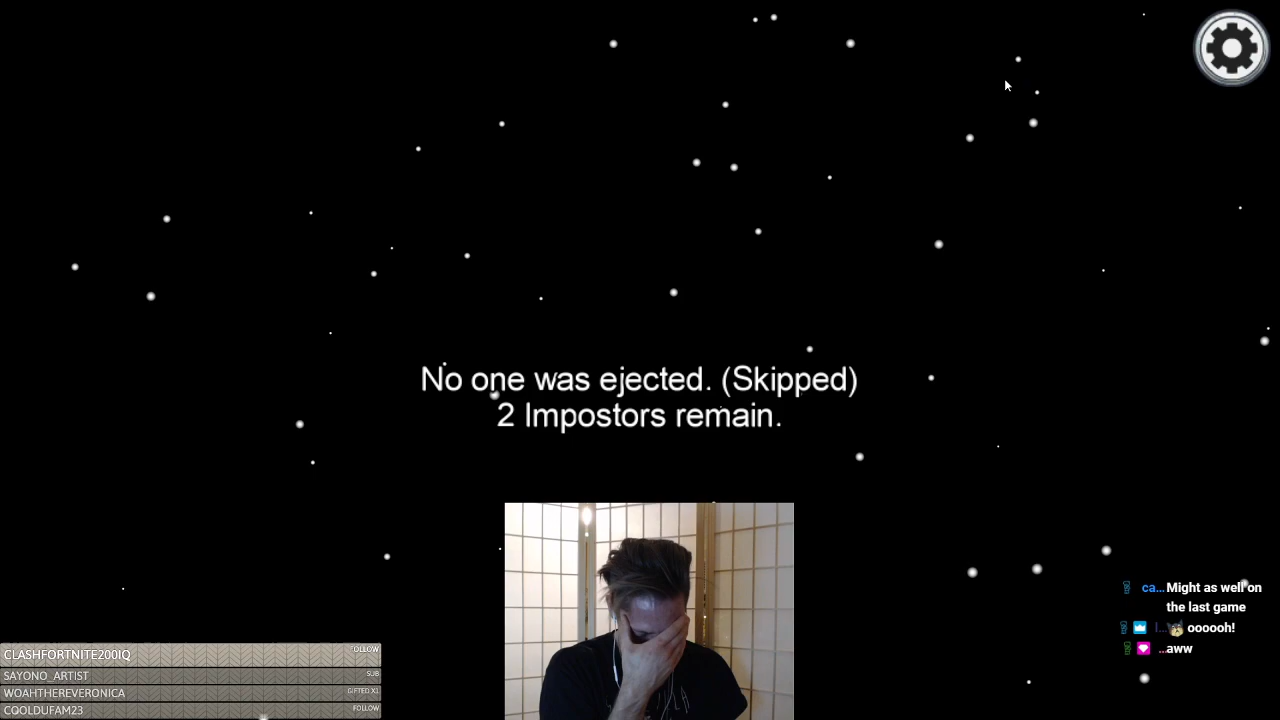 No one was ejected. (Skipped)
2 Impostors remain.
ca... Might as well on
the last game
oooooh!
...aww
CLASHFORTNITE200IQ FOLLOW
SAYONO_ARTIST SUB
WOAHTHEREVERONICA GIFTED X1
COOLDUFAM23 FOLLOW